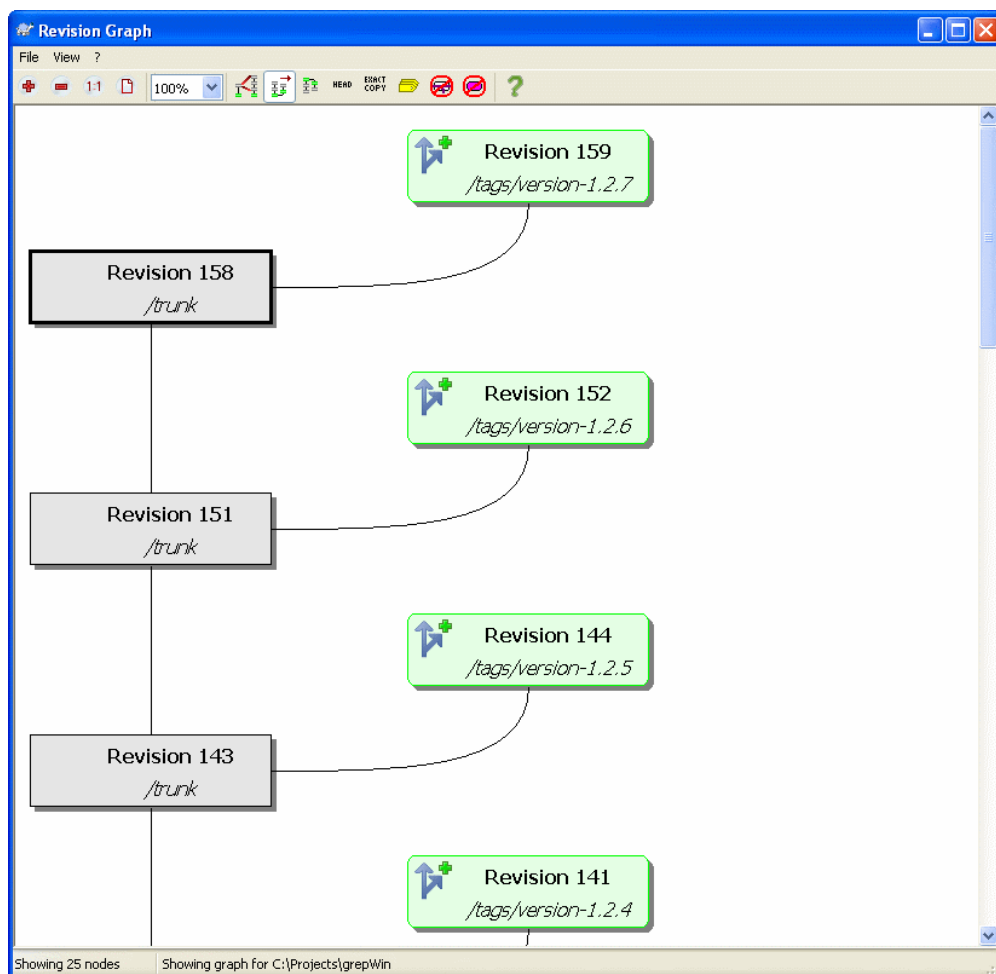 Revision Graph
File View ?
1:1 100% HEAD EXACT COPY ?
Revision 159
/tags/version-1.2.7
Revision 158
/trunk
Revision 152
/tags/version-1.2.6
Revision 151
/trunk
Revision 144
/tags/version-1.2.5
Revision 143
/trunk
Revision 141
/tags/version-1.2.4
Showing 25 nodes Showing graph for C:\Projects\grepWin